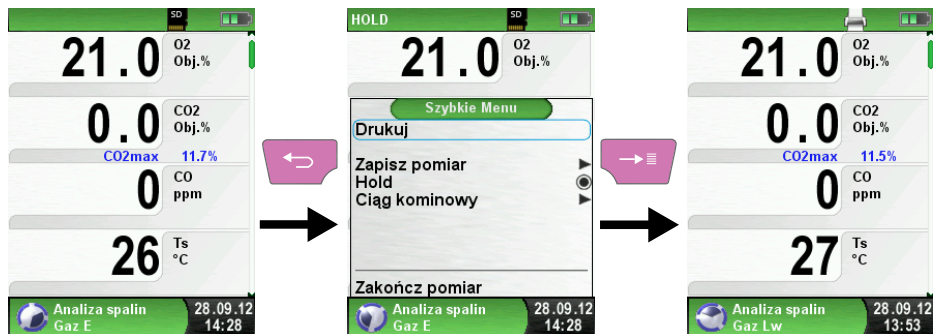 SD
21.0 O2
Obj.%
0.0 CO2
Obj.%
CO2max 11.7%
0 CO
ppm
26 Ts
°C
Analiza spalin 28.09.12
Gaz E 14:28
HOLD SD
21.0 O2
Obj.%
Szybkie Menu
Drukuj
Zapisz pomiar
Hold
Ciąg kominowy
Zakończ pomiar
Analiza spalin 28.09.12
Gaz E 14:28
21.0 O2
Obj.%
0.0 CO2
Obj.%
CO2max 11.5%
0 CO
ppm
27 Ts
°C
Analiza spalin 28.09.12
Gaz Lw 13:53